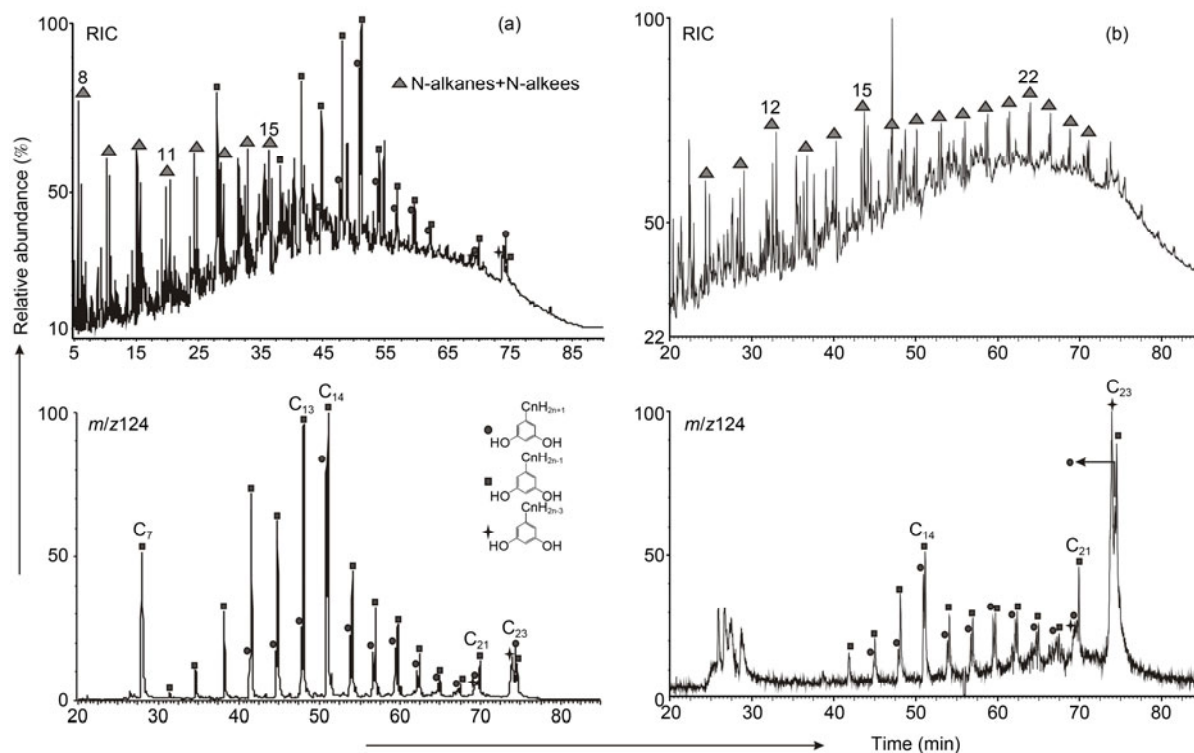 100
RIC
(a)
8
N-alkanes+N-alkees
11
15
50
10
5 15 25 35 45 55 65 75 85
100
RIC
(b)
12
15
22
50
22
20 30 40 50 60 70 80
Relative abundance (%)
100
m/z124
C7
C13
C14
C21
C23
50
0
20 30 40 50 60 70 80
CnH2n+1
HO OH
CnH2n-1
HO OH
CnH2n-3
HO OH
100
m/z124
C14
C21
C23
50
0
20 30 40 50 60 70 80
Time (min)